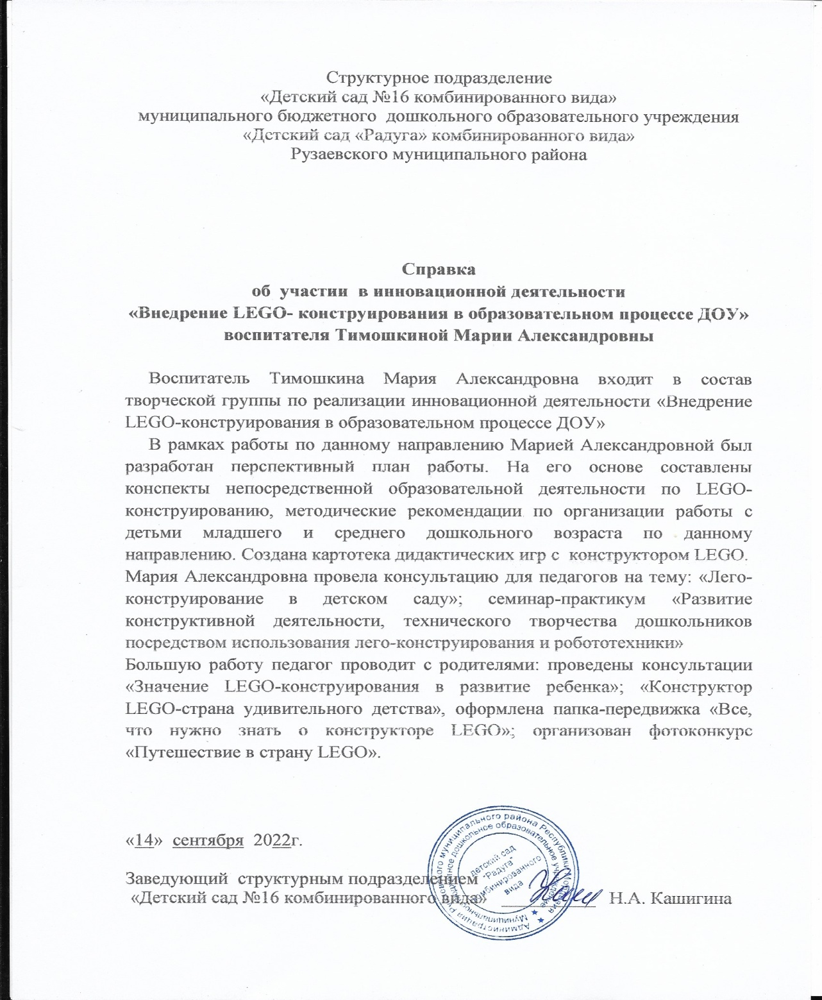 Структурное подразделение
«Детский сад №16 комбинированного вида»
муниципального бюджетного дошкольного образовательного учреждения
«Детский сад «Радуга» комбинированного вида»
Рузаевского муниципального района
Справка
об участии в инновационной деятельности
«Внедрение LEGO- конструирования в образовательном процессе ДОУ»
воспитателя Тимошкиной Марии Александровны
Воспитатель Тимошкина Мария Александровна входит в состав
творческой группы по реализации инновационной деятельности «Внедрение
LEGO-конструирования в образовательном процессе ДОУ»
В рамках работы по данному направлению Марией Александровной был
разработан перспективный план работы. На его основе составлены
конспекты непосредственной образовательной деятельности по LEGO-
конструированию, методические рекомендации по организации работы с
детьми младшего и среднего дошкольного возраста по данному
направлению. Создана картотека дидактических игр с конструктором LEGO.
Мария Александровна провела консультацию для педагогов на тему: «Лего-
конструирование в детском саду»; семинар-практикум «Развитие
конструктивной деятельности, технического творчества дошкольников
посредством использования лего-конструирования и робототехники»
Большую работу педагог проводит с родителями: проведены консультации
«Значение LEGO-конструирования в развитие ребенка»; «Конструктор
LEGO-страна удивительного детства», оформлена папка-передвижка «Все,
что нужно знать о конструкторе LEGO»; организован фотоконкурс
«Путешествие в страну LEGO».
«14» сентября 2022г.
Заведующий структурным подразделением
«Детский сад №16 комбинированного вида» ___________ Н.А. Кашигина
Администрация Рузаевского муниципального района Республики Мордовия
Муниципальное бюджетное дошкольное образовательное учреждение
детский сад
"Радуга"
комбинированного
вида